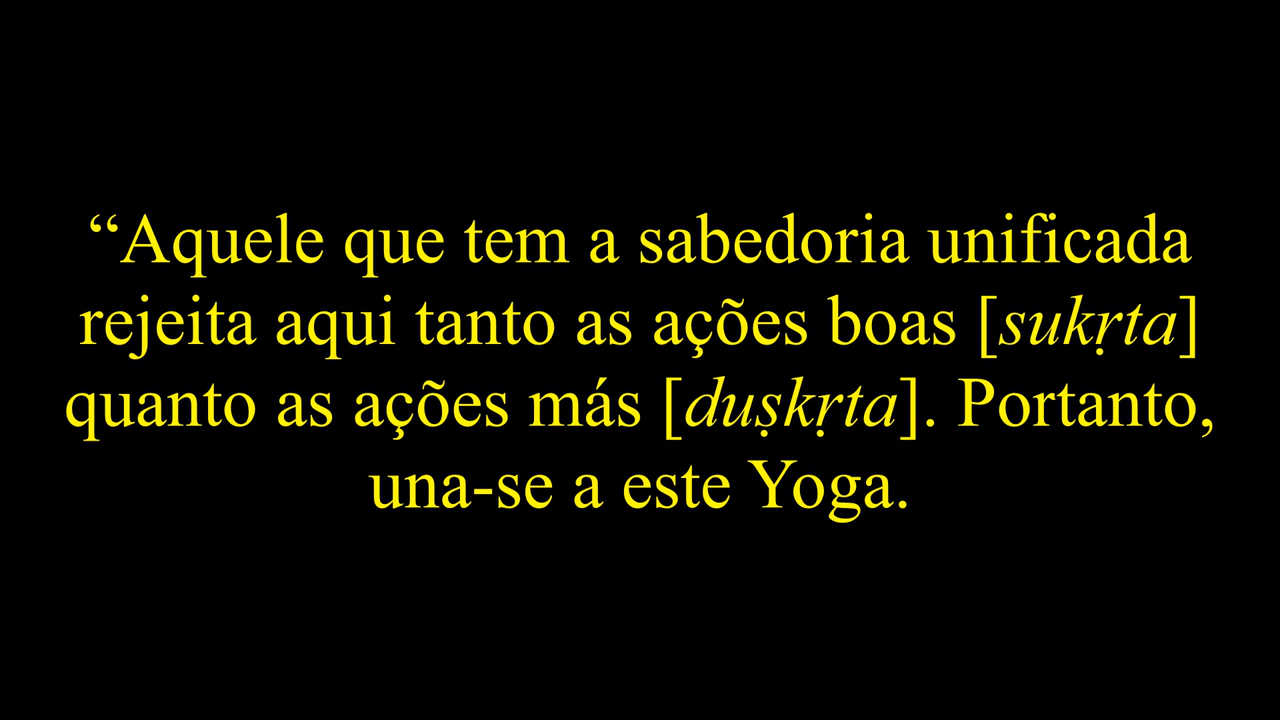 “Aquele que tem a sabedoria unificada
rejeita aqui tanto as ações boas [sukṛta]
quanto as ações más [duṣkṛta]. Portanto,
una-se a este Yoga.